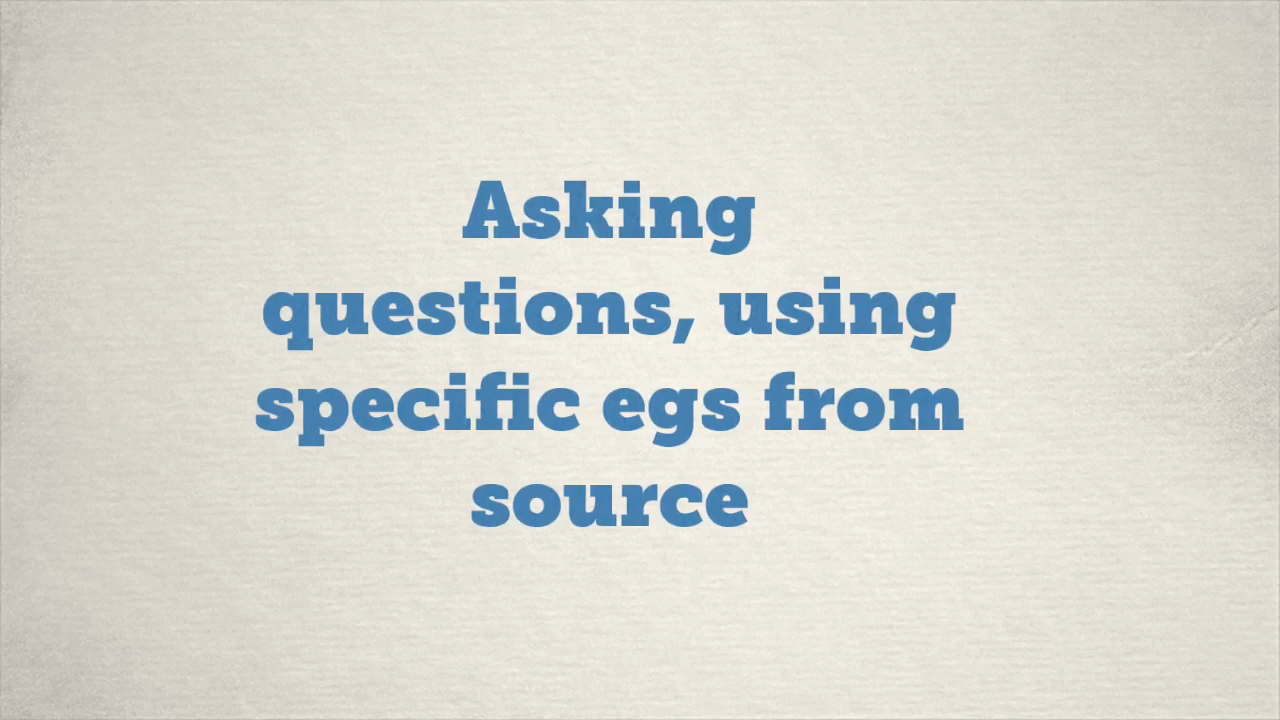 Asking
questions, using
specific egs from
source